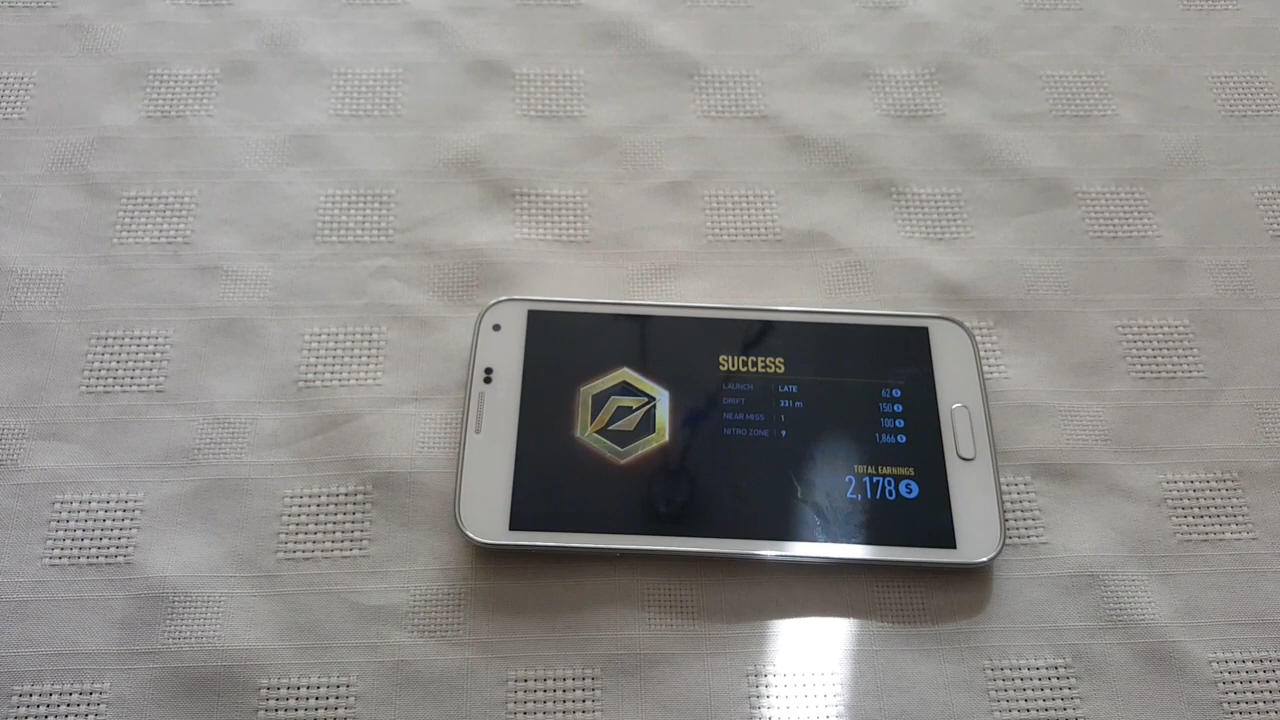 SUCCESS
LAUNCH LATE 62
DRIFT 331 m 150
NEAR MISS 1 100
NITRO ZONE 9 1,866
TOTAL EARNINGS
2,178